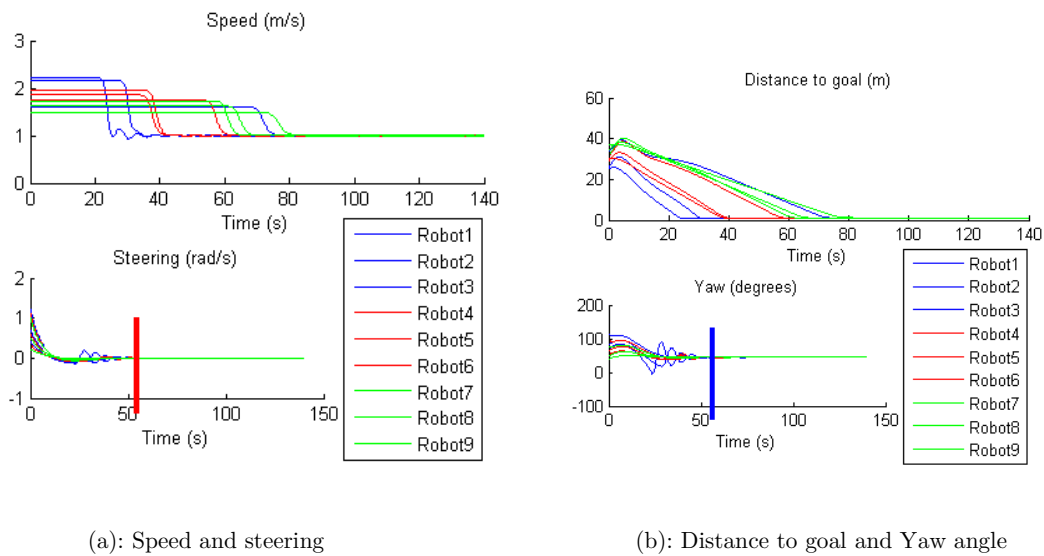 Speed (m/s)
3
2
1
0
0 20 40 60 80 100 120 140
Time (s)
Steering (rad/s)
2
1
0
-1
0 50 100 150
Time (s)
Robot1
Robot2
Robot3
Robot4
Robot5
Robot6
Robot7
Robot8
Robot9
(a): Speed and steering
Distance to goal (m)
60
40
20
0
0 20 40 60 80 100 120 140
Time (s)
Yaw (degrees)
200
100
0
-100
0 50 100 150
Time (s)
Robot1
Robot2
Robot3
Robot4
Robot5
Robot6
Robot7
Robot8
Robot9
(b): Distance to goal and Yaw angle